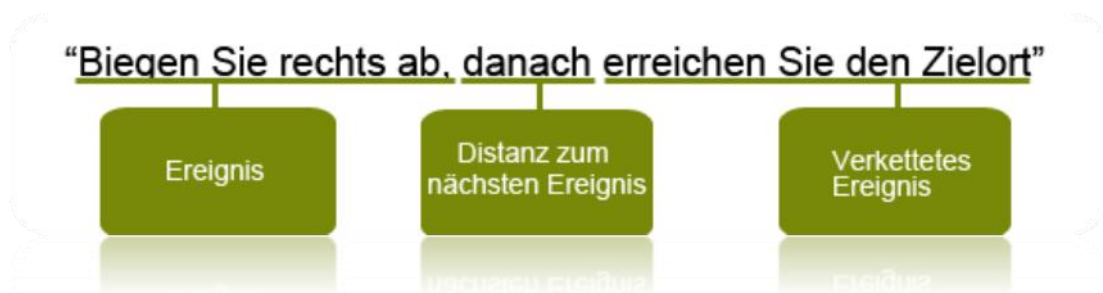 “Biegen Sie rechts ab, danach erreichen Sie den Zielort”
Ereignis
Distanz zum
nächsten Ereignis
Verkettetes
Ereignis